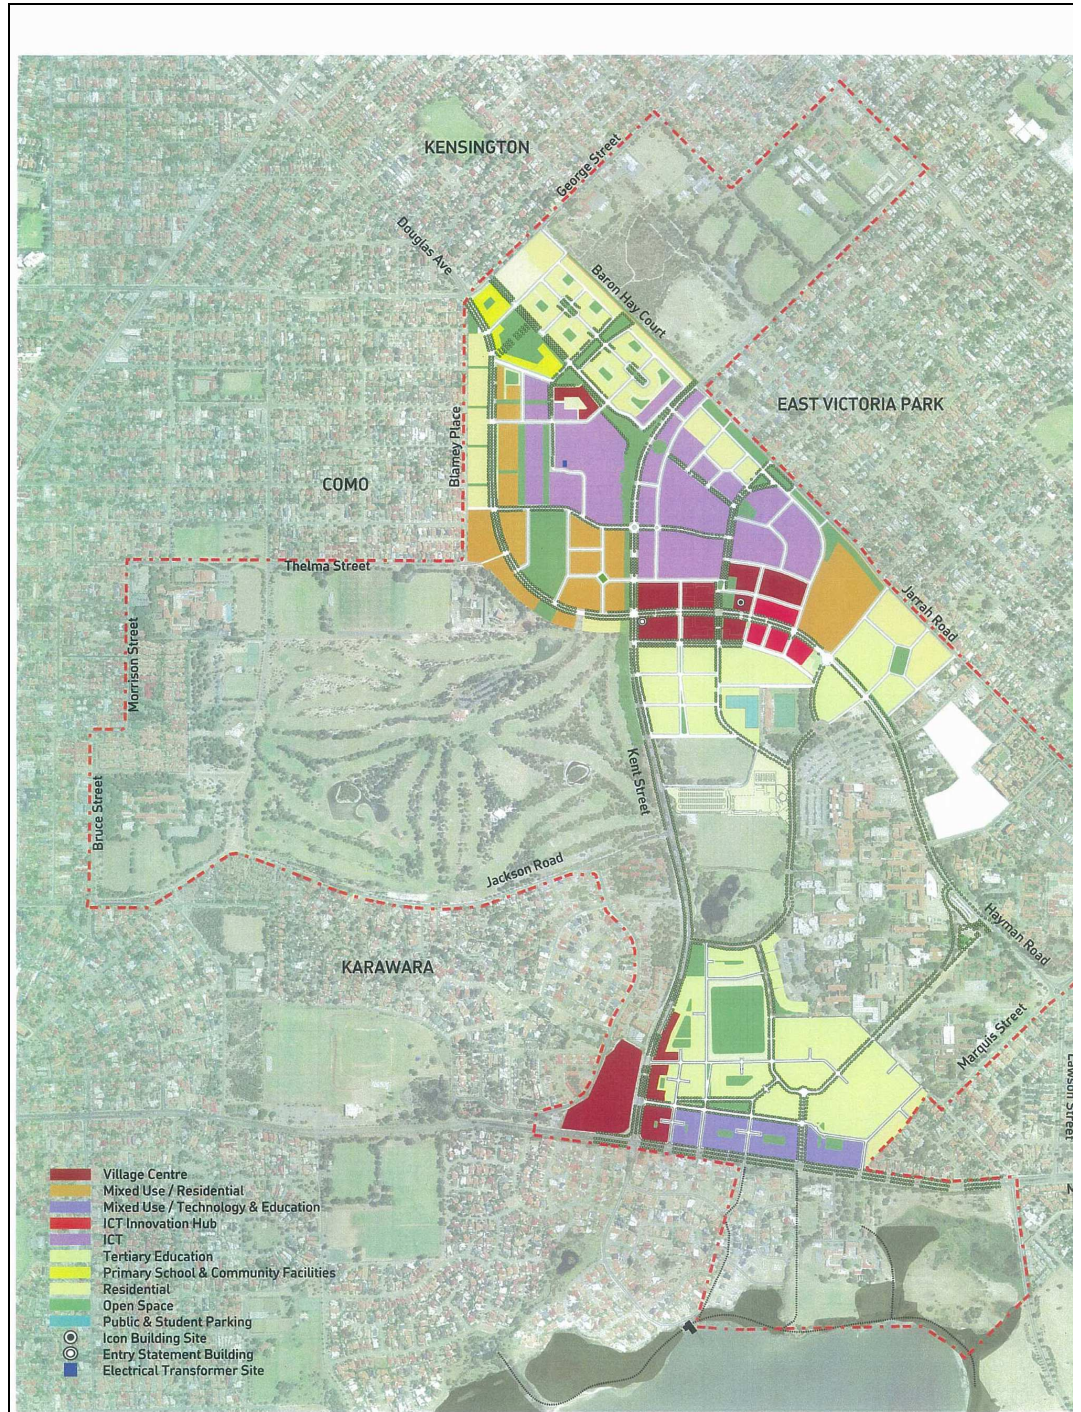 KENSINGTON
George Street
Douglas Ave
Baron Hay Court
EAST VICTORIA PARK
Blamey Place
COMO
Thelma Street
Jarrah Road
Morrison Street
Kent Street
Bruce Street
Jackson Road
Hayman Road
KARAWARA
Marquis Street
Lawson Street
Village Centre
Mixed Use / Residential
Mixed Use / Technology & Education
ICT Innovation Hub
ICT
Tertiary Education
Primary School & Community Facilities
Residential
Open Space
Public & Student Parking
Icon Building Site
Entry Statement Building
Electrical Transformer Site